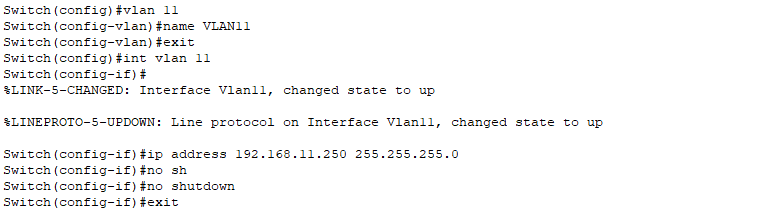 Switch(config)#vlan 11
Switch(config-vlan)#name VLAN11
Switch(config-vlan)#exit
Switch(config)#int vlan 11
Switch(config-if)#
%LINK-5-CHANGED: Interface Vlan11, changed state to up
%LINEPROTO-5-UPDOWN: Line protocol on Interface Vlan11, changed state to up
Switch(config-if)#ip address 192.168.11.250 255.255.255.0
Switch(config-if)#no sh
Switch(config-if)#no shutdown
Switch(config-if)#exit